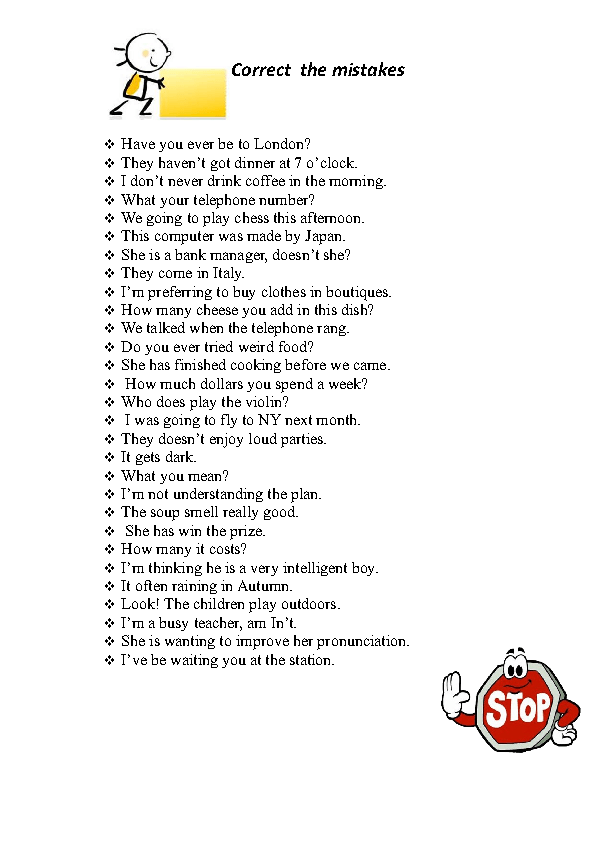 Correct the mistakes
❖ Have you ever be to London?
❖ They haven’t got dinner at 7 o’clock.
❖ I don’t never drink coffee in the morning.
❖ What your telephone number?
❖ We going to play chess this afternoon.
❖ This computer was made by Japan.
❖ She is a bank manager, doesn’t she?
❖ They come in Italy.
❖ I’m preferring to buy clothes in boutiques.
❖ How many cheese you add in this dish?
❖ We talked when the telephone rang.
❖ Do you ever tried weird food?
❖ She has finished cooking before we came.
❖ How much dollars you spend a week?
❖ Who does play the violin?
❖ I was going to fly to NY next month.
❖ They doesn’t enjoy loud parties.
❖ It gets dark.
❖ What you mean?
❖ I’m not understanding the plan.
❖ The soup smell really good.
❖ She has win the prize.
❖ How many it costs?
❖ I’m thinking he is a very intelligent boy.
❖ It often raining in Autumn.
❖ Look! The children play outdoors.
❖ I’m a busy teacher, am In’t.
❖ She is wanting to improve her pronunciation.
❖ I’ve be waiting you at the station.
STOP